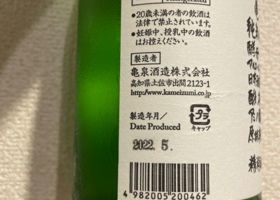 ・20歳未満の者の飲酒は
法律で禁止されています。
・妊娠中、授乳中の飲酒
はお控えください。
製造者
亀泉酒造株式会社
高知県土佐市出間2123-1
http://www.kameizumi.co.jp
製造年月/
Date Produced
プラ
キャップ
2022. 5.
4982005200462